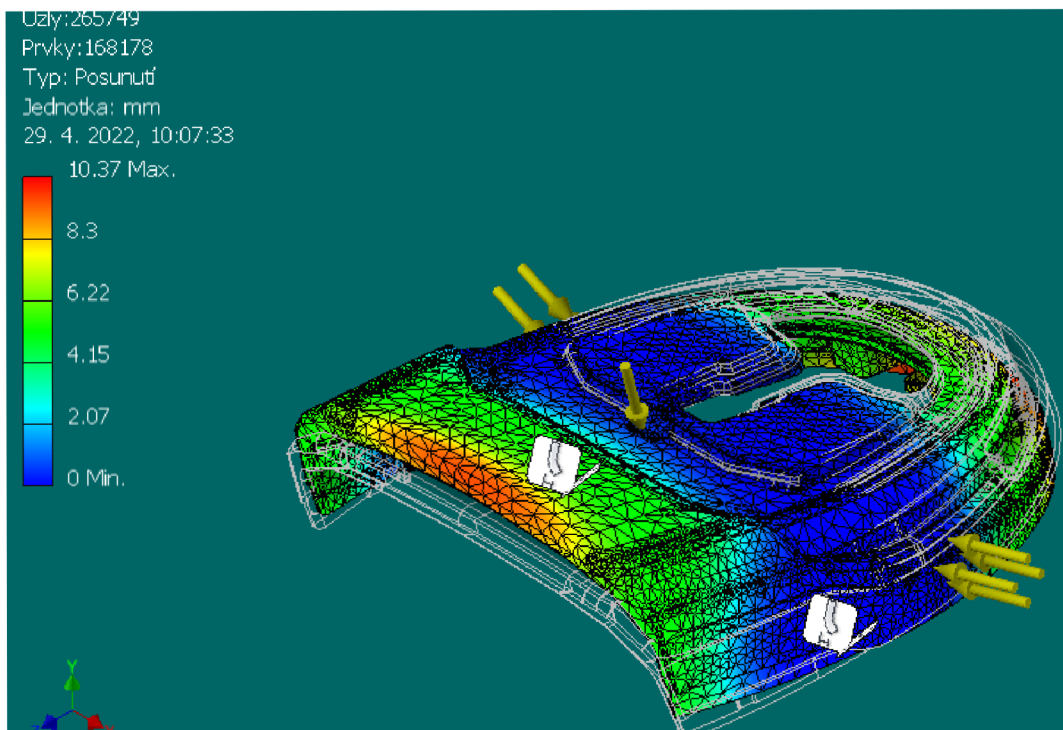 Uzly:265749
Prvky:168178
Typ: Posunutí
Jednotka: mm
29. 4. 2022, 10:07:33
10.37 Max.
8.3
6.22
4.15
2.07
0 Min.
Y